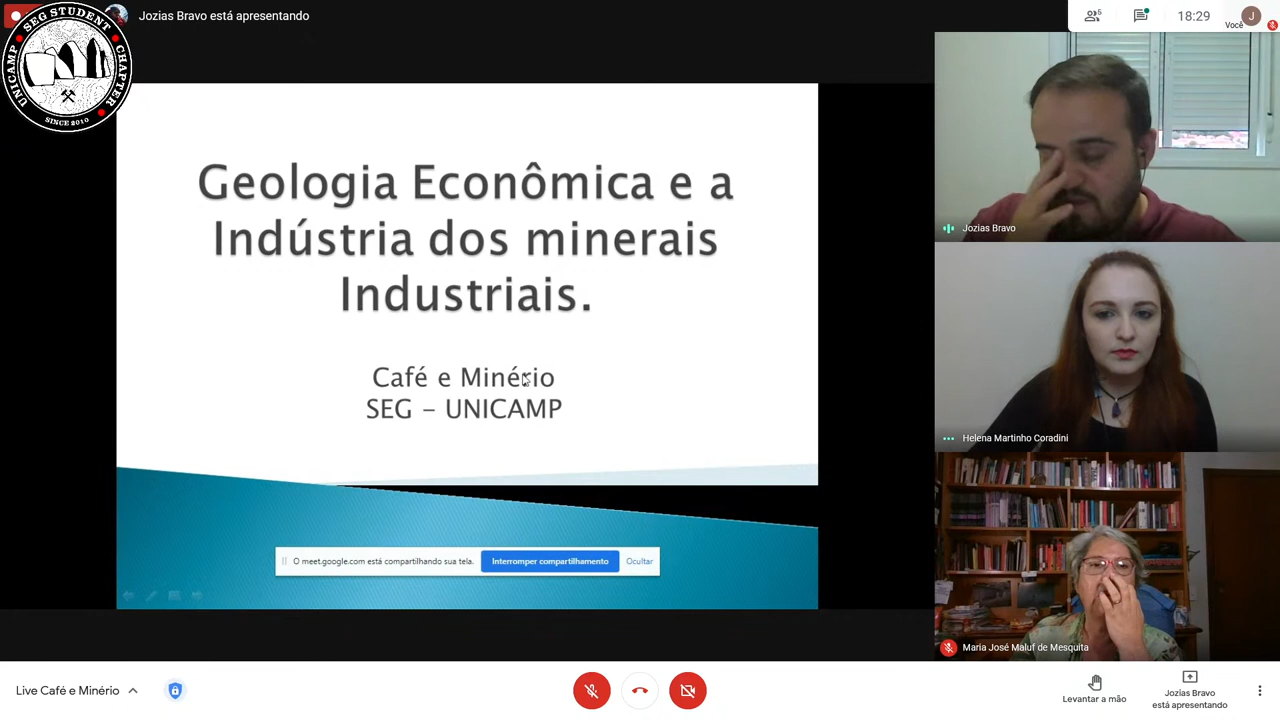 Jozias Bravo está apresentando
5
18:29
Você
J
UNICAMP SEG STUDENT CHAPTER
SINCE 2010
Geologia Econômica e a
Indústria dos minerais
Industriais.
Café e Minério
SEG – UNICAMP
O meet.google.com está compartilhando sua tela.
Interromper compartilhamento
Ocultar
Jozias Bravo
Helena Martinho Coradini
Maria José Maluf de Mesquita
Live Café e Minério
Levantar a mão
Jozias Bravo
está apresentando